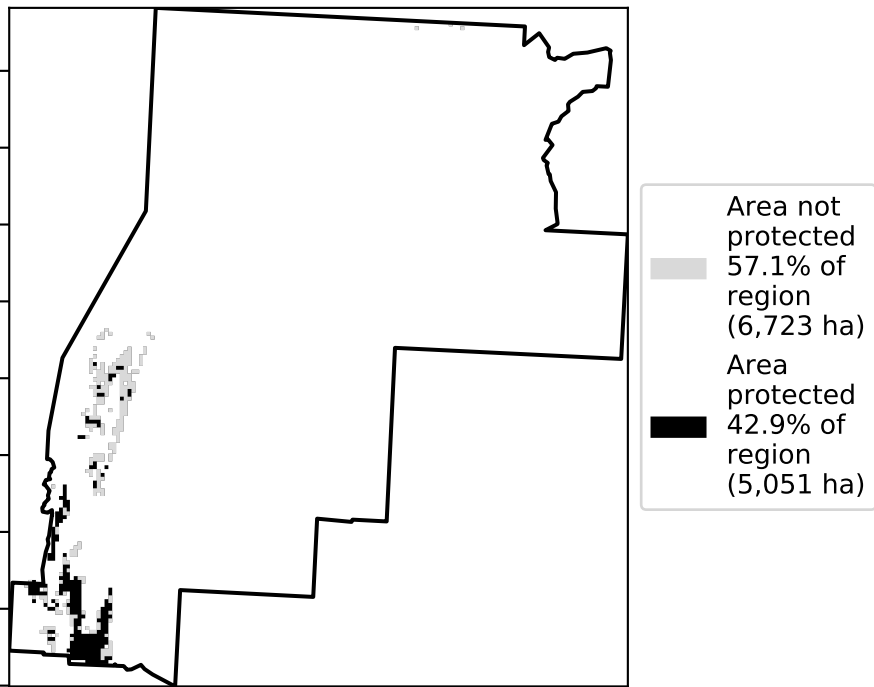 Area not
protected
57.1% of
region
(6,723 ha)
Area
protected
42.9% of
region
(5,051 ha)